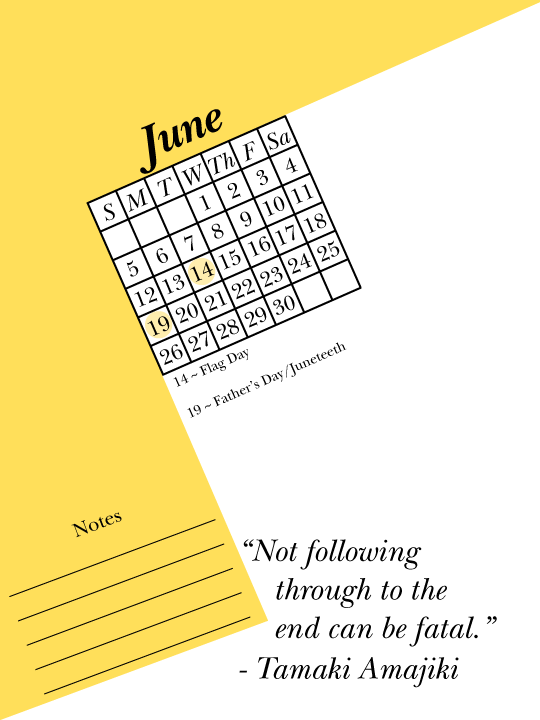 June
S M T W Th F Sa
1 2 3 4
5 6 7 8 9 10 11
12 13 14 15 16 17 18
19 20 21 22 23 24 25
26 27 28 29 30
14 ~ Flag Day
19 ~ Father's Day/Juneteeth
Notes
“Not following
through to the
end can be fatal.”
- Tamaki Amajiki